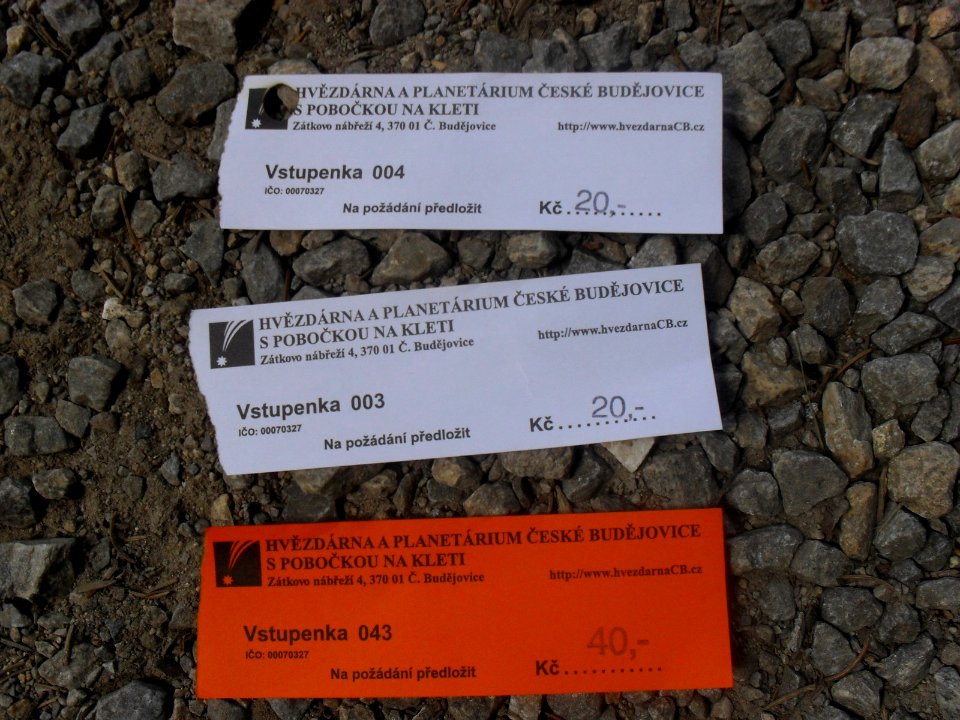 HVĚZDÁRNA A PLANETÁRIUM ČESKÉ BUDĚJOVICE
S POBOČKOU NA KLETI
Zátkovo nábřeží 4, 370 01 Č. Budějovice http://www.hvezdarnaCB.cz
Vstupenka 004
IČO: 00070327
Na požádání předložit Kč 20,-
HVĚZDÁRNA A PLANETÁRIUM ČESKÉ BUDĚJOVICE
S POBOČKOU NA KLETI
Zátkovo nábřeží 4, 370 01 Č. Budějovice http://www.hvezdarnaCB.cz
Vstupenka 003
IČO: 00070327
Na požádání předložit Kč 20,-
HVĚZDÁRNA A PLANETÁRIUM ČESKÉ BUDĚJOVICE
S POBOČKOU NA KLETI
Zátkovo nábřeží 4, 370 01 Č. Budějovice http://www.hvezdarnaCB.cz
Vstupenka 043
IČO: 00070327
Na požádání předložit Kč 40,-